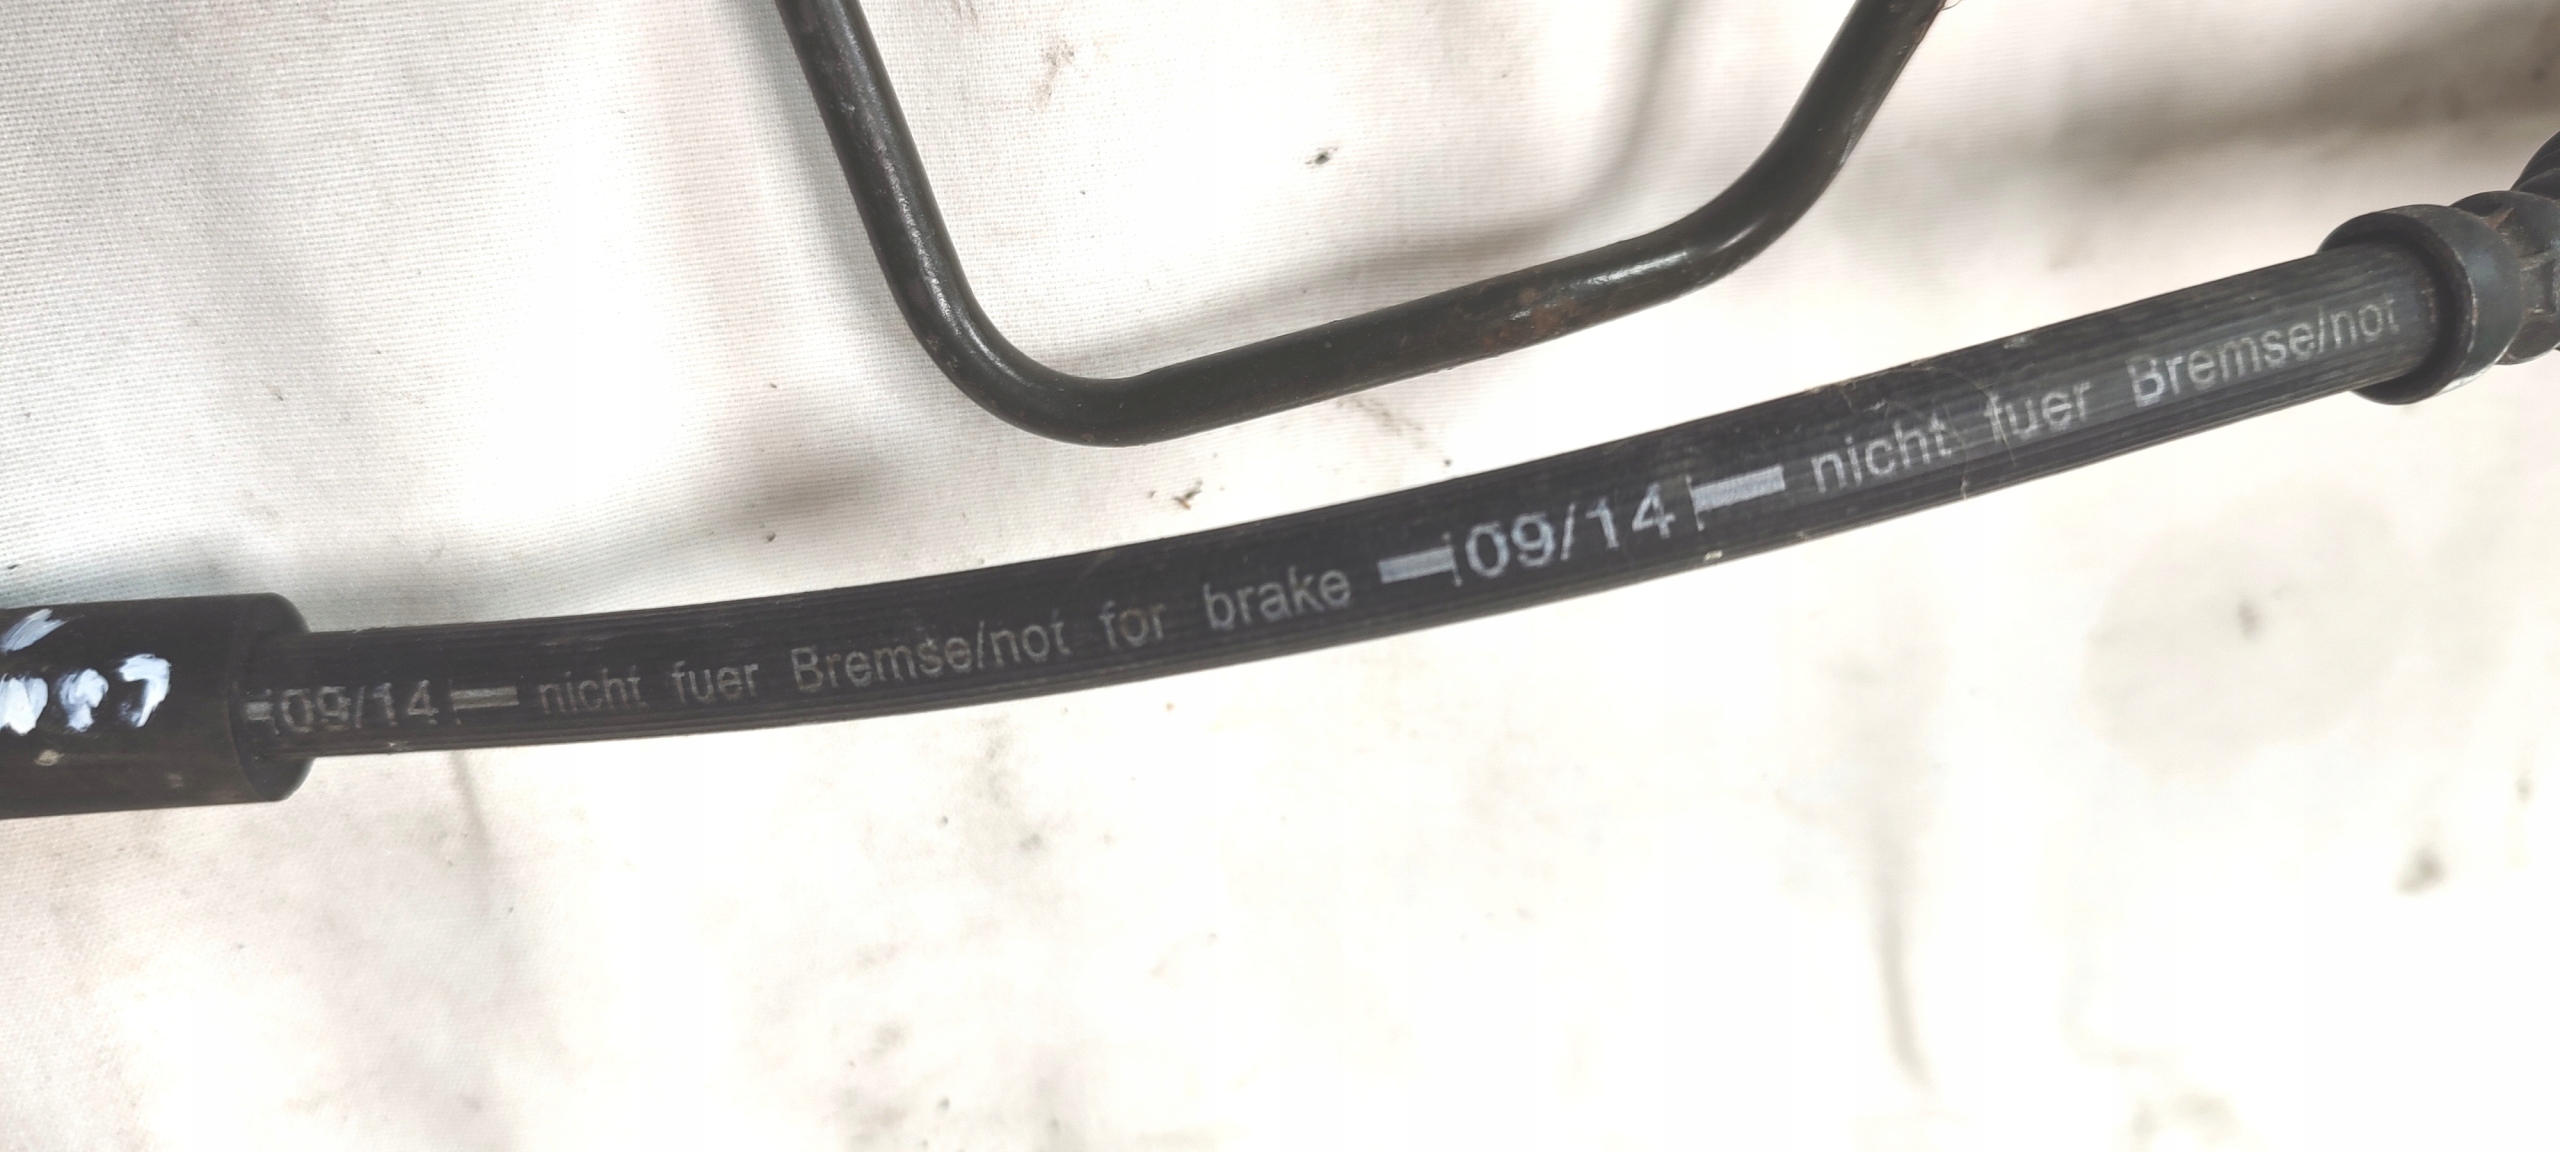 09/14 nicht fuer Bremse/not for brake 09/14 nicht fuer Bremse/not